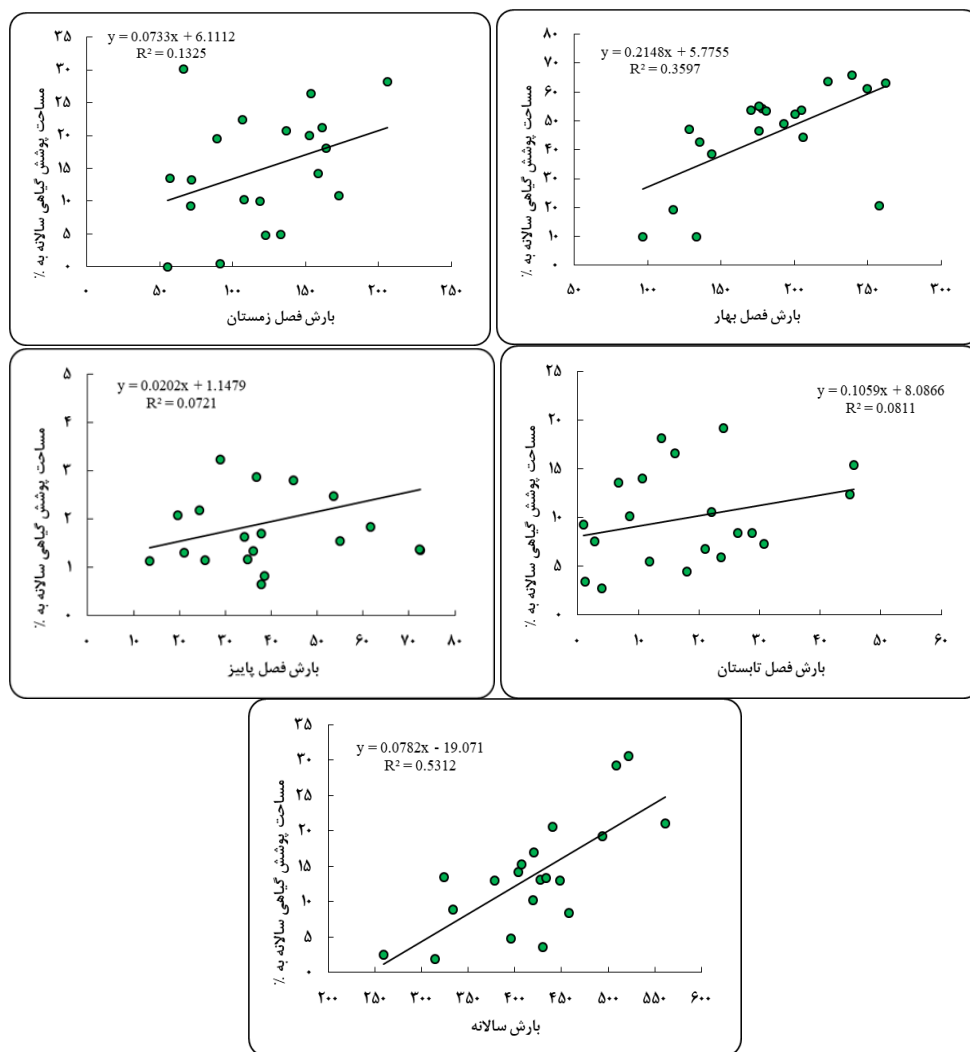 y = 0.0733x + 6.1112
R² = 0.1325
مساحت پوشش گیاهی سالانه به %
۳۵
۳۰
۲۵
۲۰
۱۵
۱۰
۵
۰
۰ ۵۰ ۱۰۰ ۱۵۰ ۲۰۰ ۲۵۰
بارش فصل زمستان
y = 0.2148x + 5.7755
R² = 0.3597
مساحت پوشش گیاهی سالانه به %
۸۰
۷۰
۶۰
۵۰
۴۰
۳۰
۲۰
۱۰
۰
۵۰ ۱۰۰ ۱۵۰ ۲۰۰ ۲۵۰ ۳۰۰
بارش فصل بهار
y = 0.0202x + 1.1479
R² = 0.0721
مساحت پوشش گیاهی سالانه به %
۵
۴
۳
۲
۱
۰
۰ ۱۰ ۲۰ ۳۰ ۴۰ ۵۰ ۶۰ ۷۰ ۸۰
بارش فصل پاییز
y = 0.1059x + 8.0866
R² = 0.0811
مساحت پوشش گیاهی سالانه به %
۲۵
۲۰
۱۵
۱۰
۵
۰
۰ ۱۰ ۲۰ ۳۰ ۴۰ ۵۰ ۶۰
بارش فصل تابستان
y = 0.0782x - 19.071
R² = 0.5312
مساحت پوشش گیاهی سالانه به %
۳۵
۳۰
۲۵
۲۰
۱۵
۱۰
۵
۰
۲۰۰ ۲۵۰ ۳۰۰ ۳۵۰ ۴۰۰ ۴۵۰ ۵۰۰ ۵۵۰ ۶۰۰
بارش سالانه